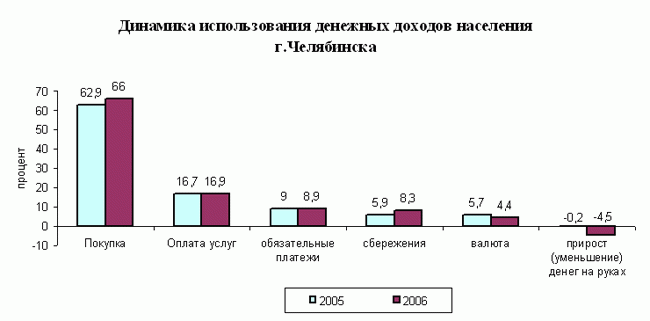 Динамика использования денежных доходов населения
г.Челябинска
процент
70
60
50
40
30
20
10
0
-10
62,9 66
16,7 16,9
9 8,9
5,9 8,3
5,7 4,4
-0,2 -4,5
Покупка
Оплата услуг
обязательные
платежи
сбережения
валюта
прирост
(уменьшение)
денег на руках
2005 2006